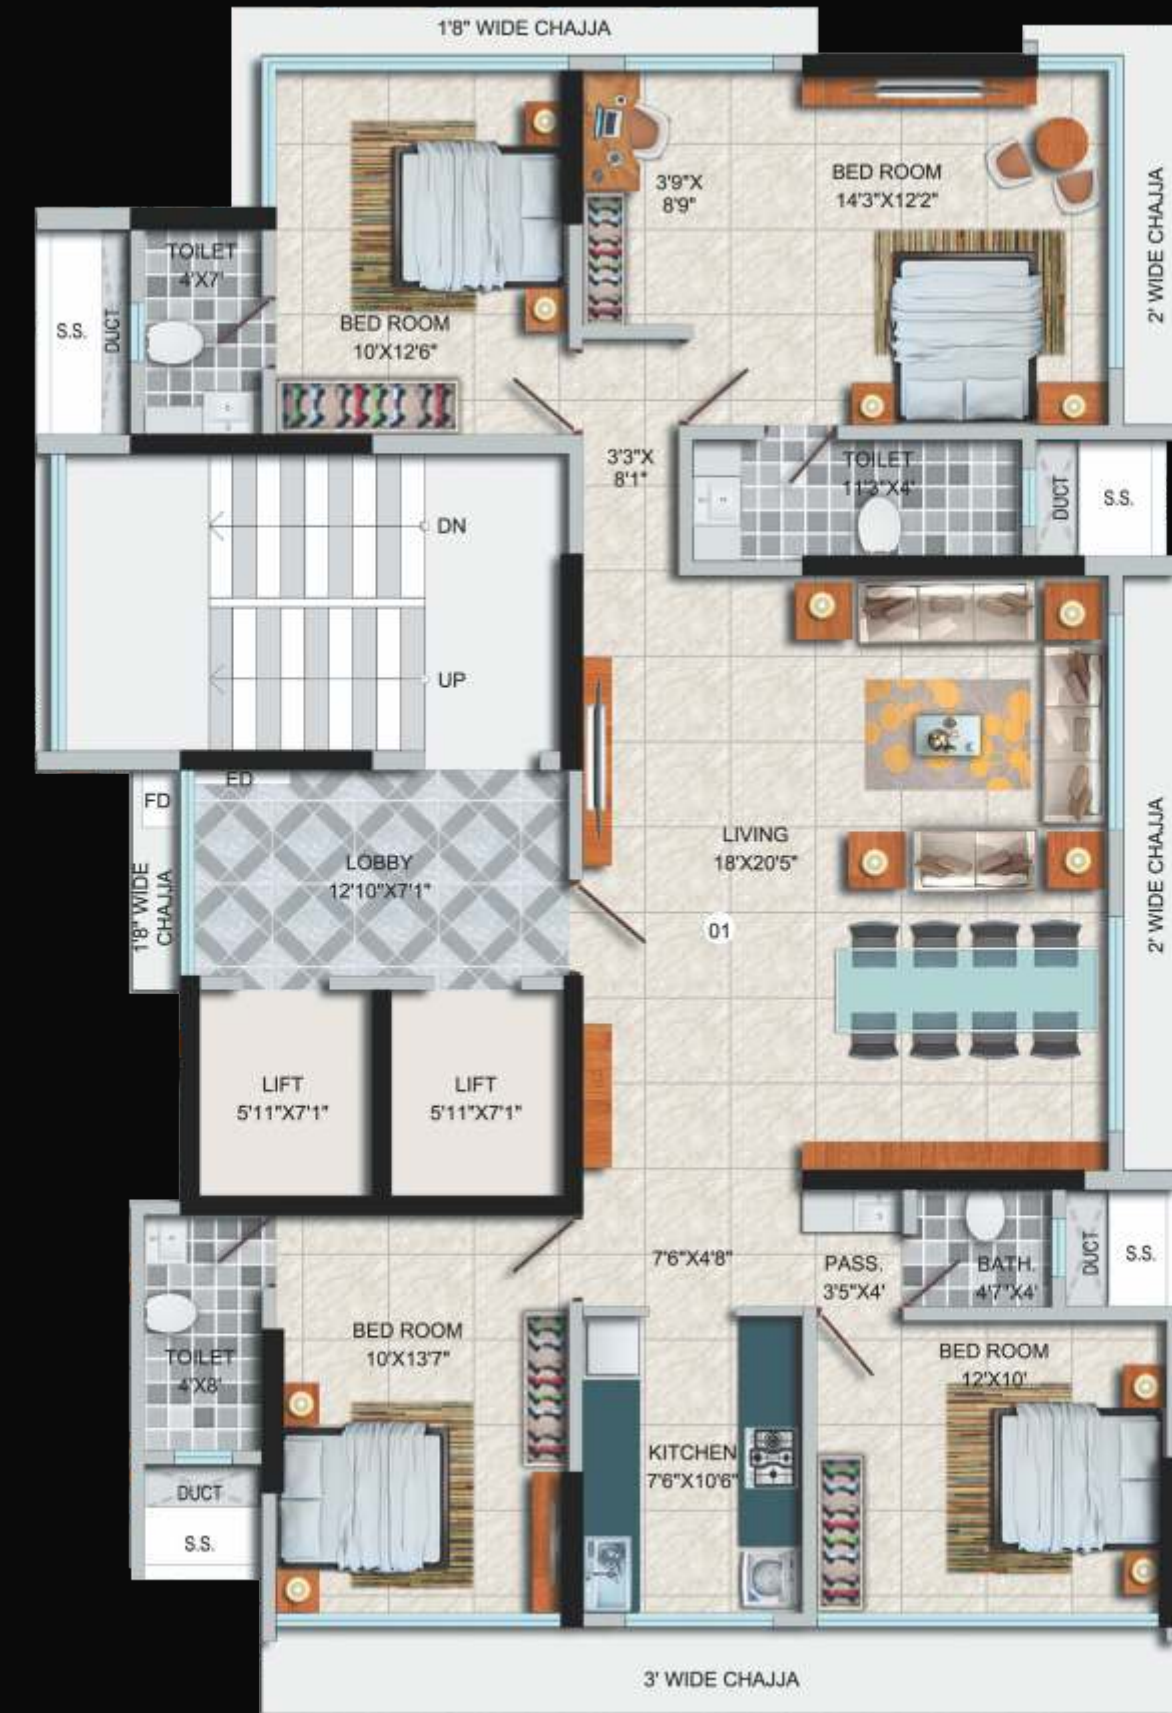 1'8" WIDE CHAJJA
3'9"X
8'9"
BED ROOM
14'3"X12'2"
2' WIDE CHAJJA
TOILET
4'X7'
S.S.
DUCT
BED ROOM
10'X12'6"
3'3"X
8'1"
TOILET
11'3"X4'
DUCT
S.S.
DN
UP
ED
FD
1'8" WIDE
CHAJJA
LOBBY
12'10"X7'1"
LIVING
18'X20'5"
01
2' WIDE CHAJJA
LIFT
5'11"X7'1"
LIFT
5'11"X7'1"
7'6"X4'8"
PASS.
3'5"X4'
BATH.
4'7"X4'
DUCT
S.S.
BED ROOM
10'X13'7"
TOILET
4'X8'
BED ROOM
12'X10'
KITCHEN
7'6"X10'6"
DUCT
S.S.
3' WIDE CHAJJA